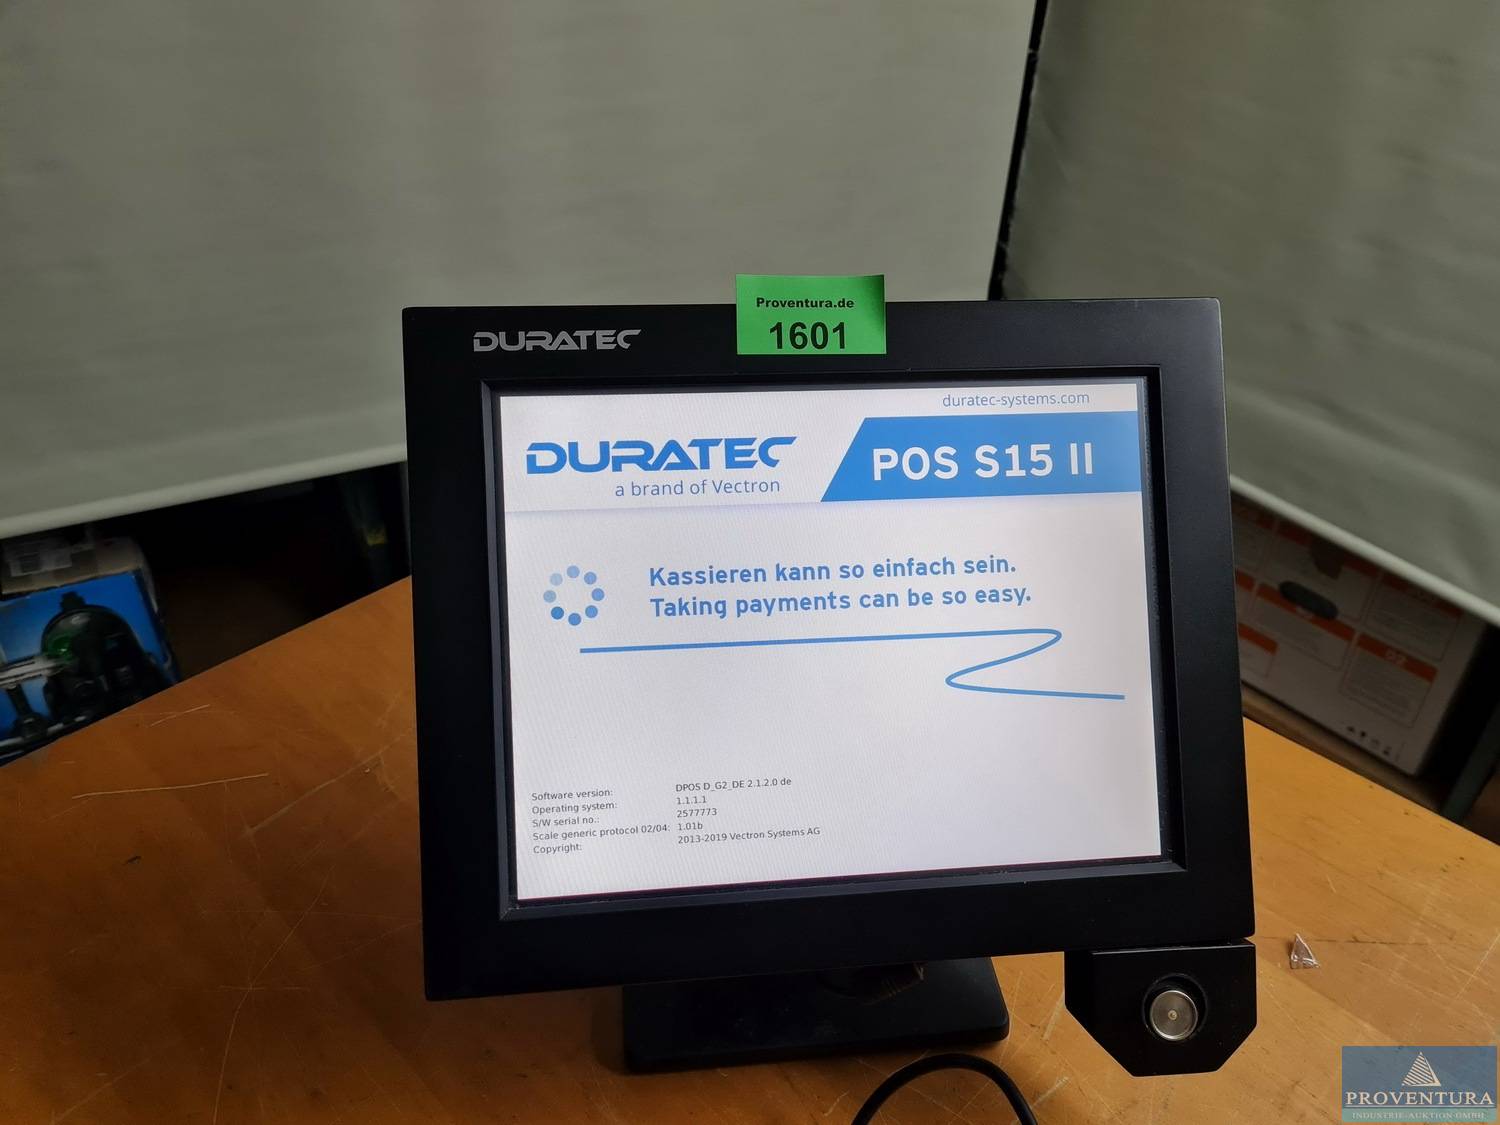 Proventura.de
1601
DURATEC
duratec-systems.com
DURATEC
POS S15 II
a brand of Vectron
Kassieren kann so einfach sein.
Taking payments can be so easy.
Software version: DPOS D_G2_DE 2.1.2.0 de
Operating system: 1.1.1.1
S/W serial no.: 2577773
Scale generic protocol 02/04: 1.01b
Copyright: 2013-2019 Vectron Systems AG
PROVENTURA
INDUSTRIE-AUKTION-GMBH